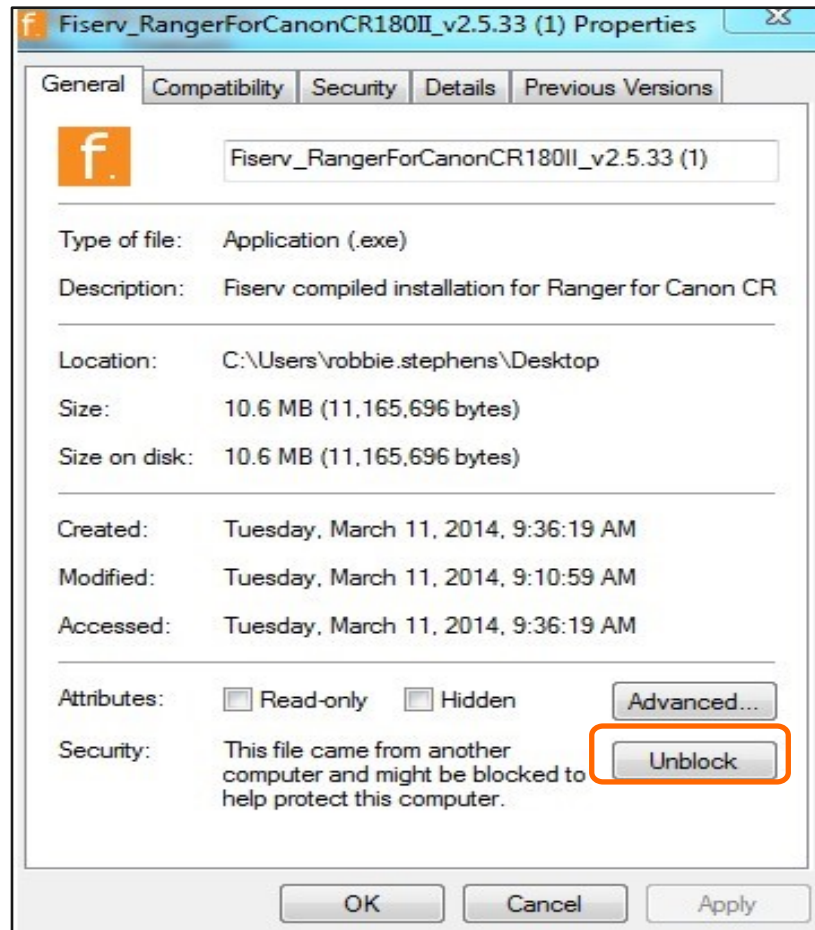 f. Fiserv_RangerForCanonCR180II_v2.5.33 (1) Properties
General Compatibility Security Details Previous Versions
f. Fiserv_RangerForCanonCR180II_v2.5.33 (1)
Type of file: Application (.exe)
Description: Fiserv compiled installation for Ranger for Canon CR
Location: C:\Users\robbie.stephens\Desktop
Size: 10.6 MB (11,165,696 bytes)
Size on disk: 10.6 MB (11,165,696 bytes)
Created: Tuesday, March 11, 2014, 9:36:19 AM
Modified: Tuesday, March 11, 2014, 9:10:59 AM
Accessed: Tuesday, March 11, 2014, 9:36:19 AM
Attributes: Read-only Hidden Advanced...
Security: This file came from another
computer and might be blocked to Unblock
help protect this computer.
OK Cancel Apply